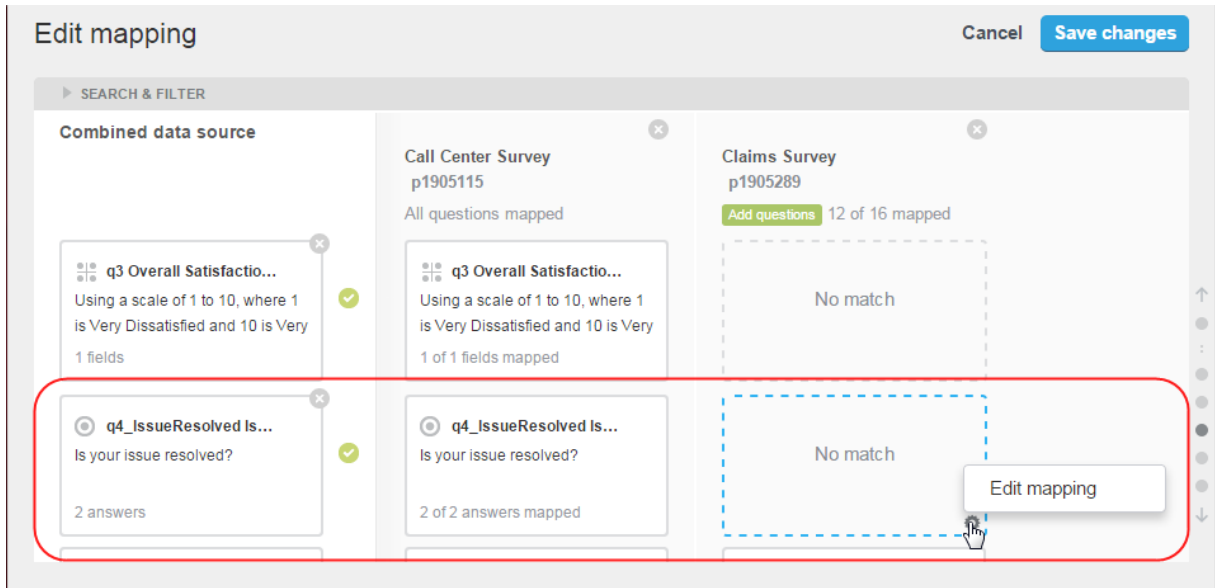 Edit mapping
Cancel
Save changes
SEARCH & FILTER
Combined data source
Call Center Survey
p1905115
All questions mapped
Claims Survey
p1905289
Add questions 12 of 16 mapped
q3 Overall Satisfactio...
Using a scale of 1 to 10, where 1
is Very Dissatisfied and 10 is Very
1 fields
q3 Overall Satisfactio...
Using a scale of 1 to 10, where 1
is Very Dissatisfied and 10 is Very
1 of 1 fields mapped
No match
q4_IssueResolved Is...
Is your issue resolved?
2 answers
q4_IssueResolved Is...
Is your issue resolved?
2 of 2 answers mapped
No match
Edit mapping